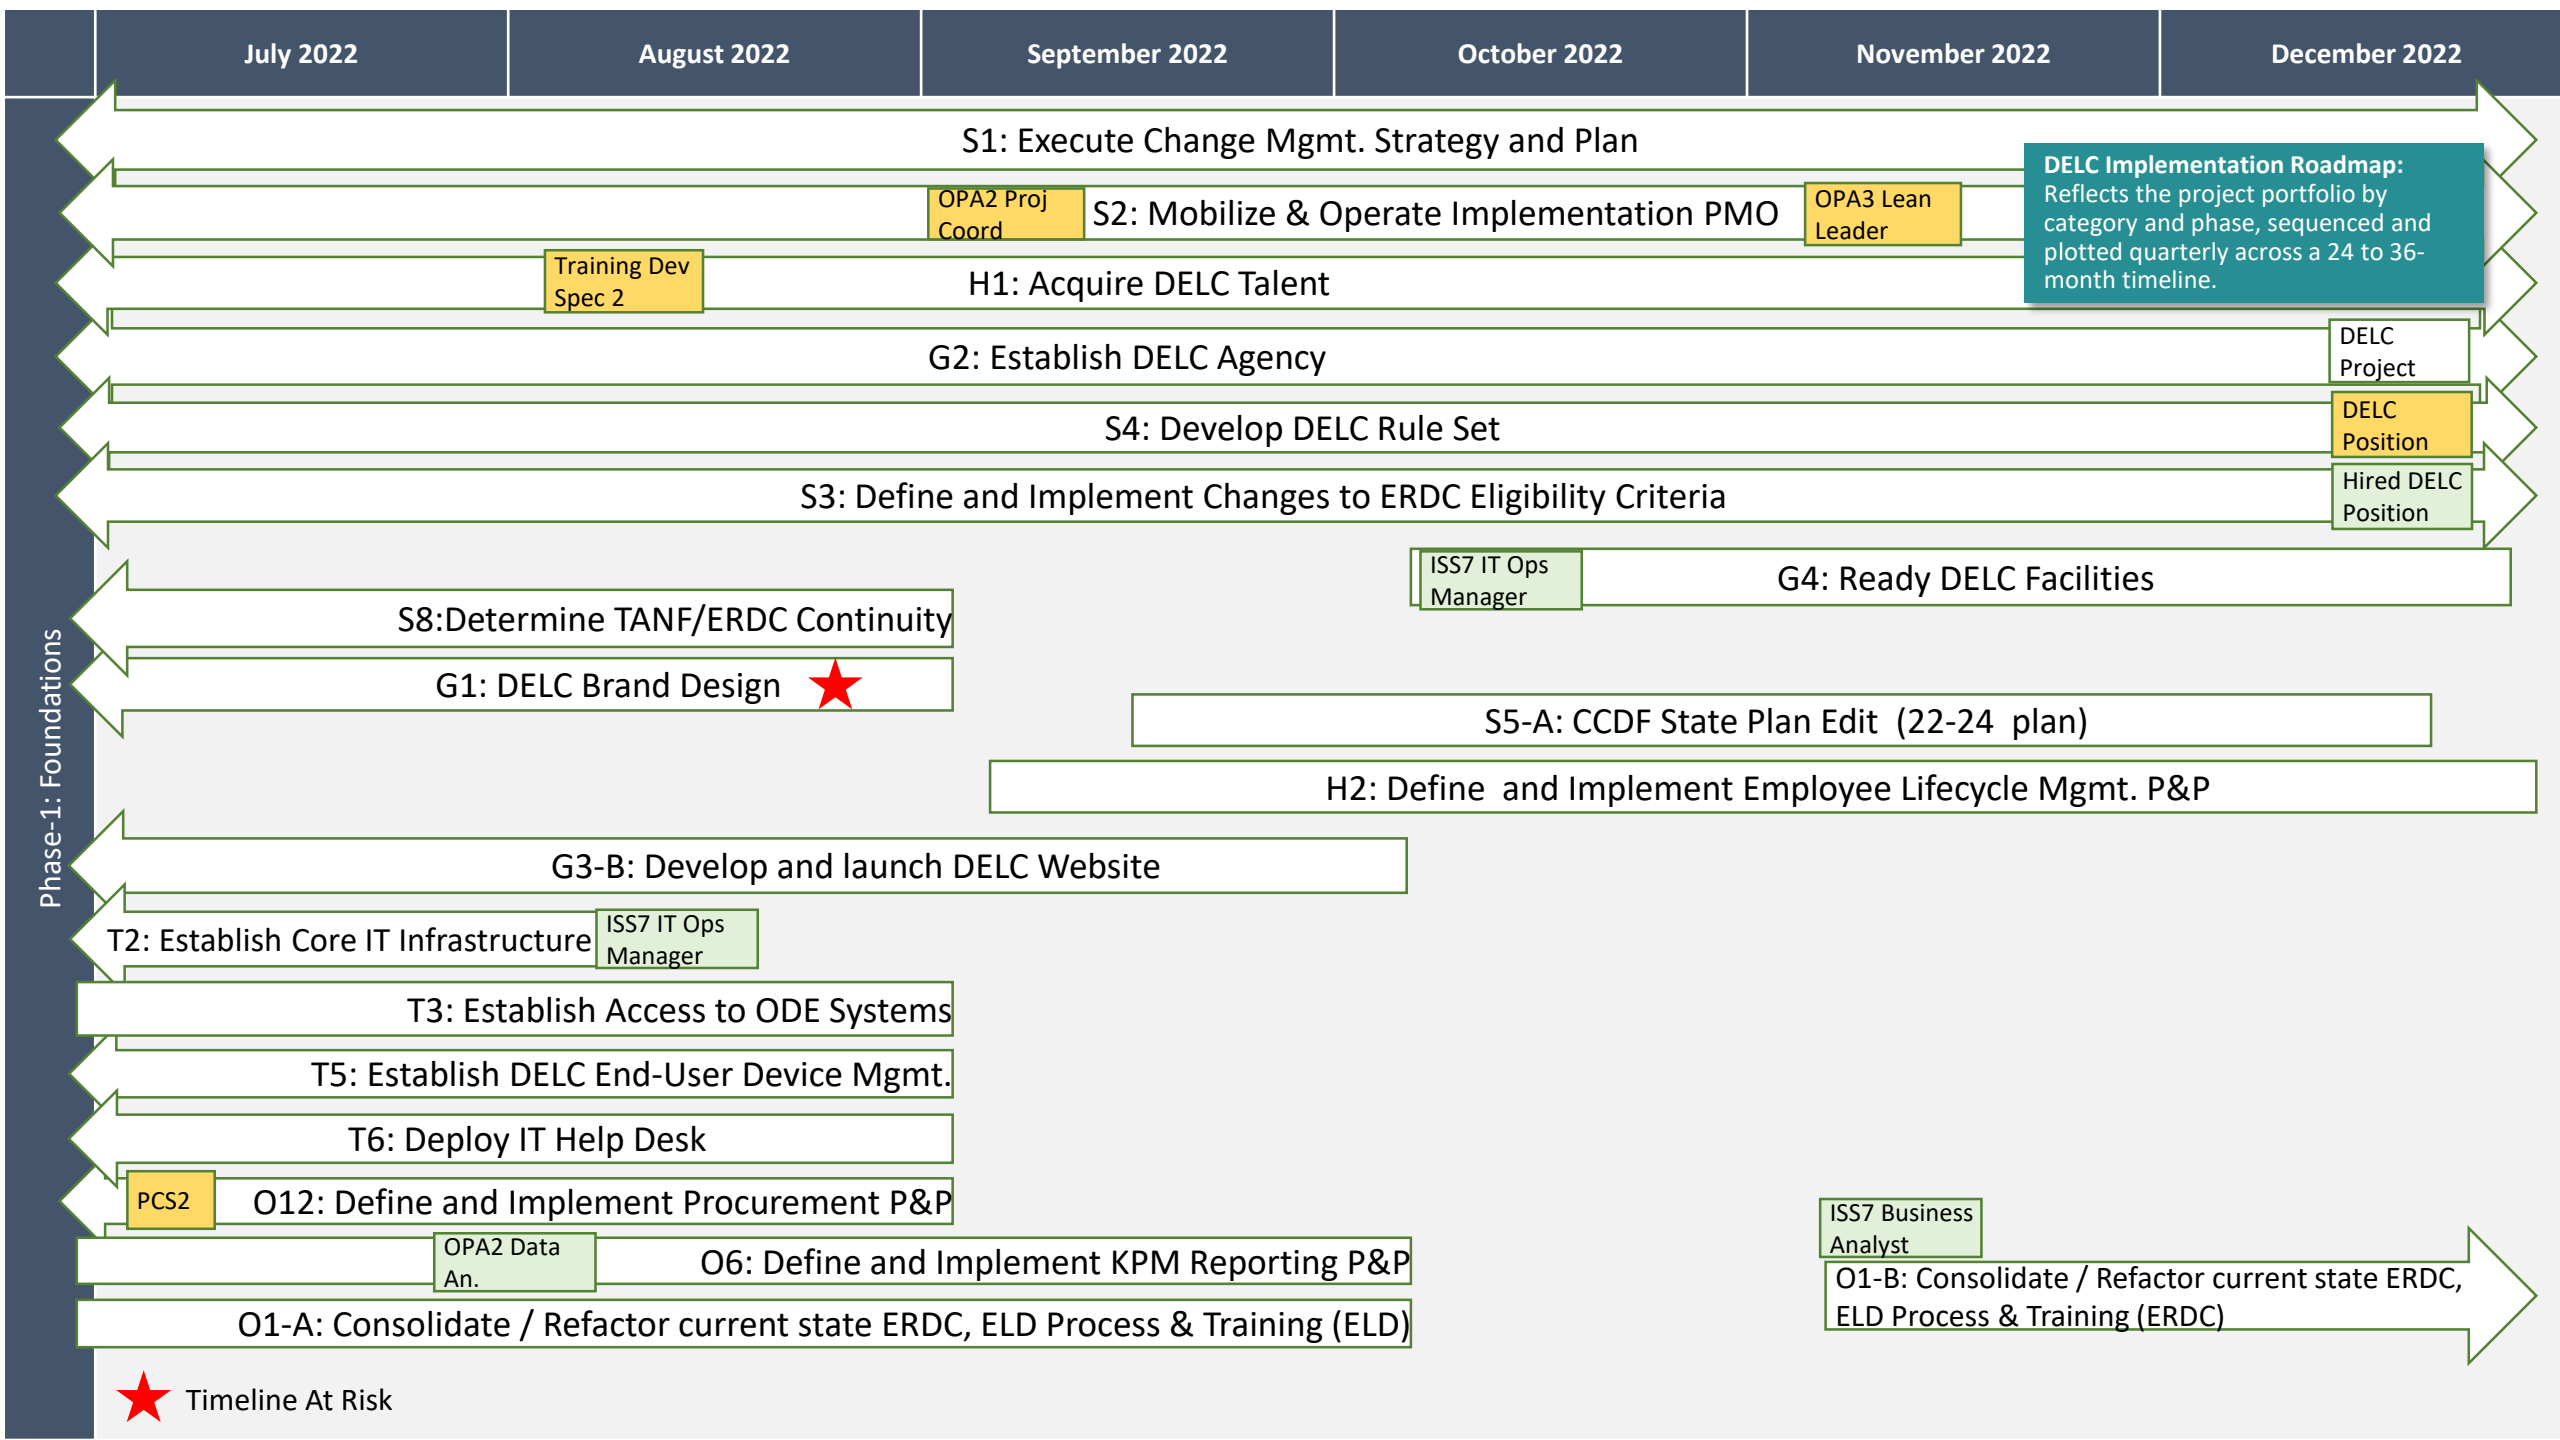 July 2022
August 2022
September 2022
October 2022
November 2022
December 2022
S1: Execute Change Mgmt. Strategy and Plan
DELC Implementation Roadmap:
Reflects the project portfolio by
category and phase, sequenced and
plotted quarterly across a 24 to 36-
month timeline.
OPA2 Proj
Coord
S2: Mobilize & Operate Implementation PMO
OPA3 Lean
Leader
Training Dev
Spec 2
H1: Acquire DELC Talent
G2: Establish DELC Agency
DELC
Project
S4: Develop DELC Rule Set
DELC
Position
S3: Define and Implement Changes to ERDC Eligibility Criteria
Hired DELC
Position
ISS7 IT Ops
Manager
G4: Ready DELC Facilities
S8:Determine TANF/ERDC Continuity
Phase-1: Foundations
G1: DELC Brand Design
S5-A: CCDF State Plan Edit  (22-24  plan)
H2: Define  and Implement Employee Lifecycle Mgmt. P&P
G3-B: Develop and launch DELC Website
T2: Establish Core IT Infrastructure
ISS7 IT Ops
Manager
T3: Establish Access to ODE Systems
T5: Establish DELC End-User Device Mgmt.
T6: Deploy IT Help Desk
PCS2
O12: Define and Implement Procurement P&P
ISS7 Business
Analyst
OPA2 Data
An.
O6: Define and Implement KPM Reporting P&P
O1-B: Consolidate / Refactor current state ERDC,
ELD Process & Training (ERDC)
O1-A: Consolidate / Refactor current state ERDC, ELD Process & Training (ELD)
Timeline At Risk